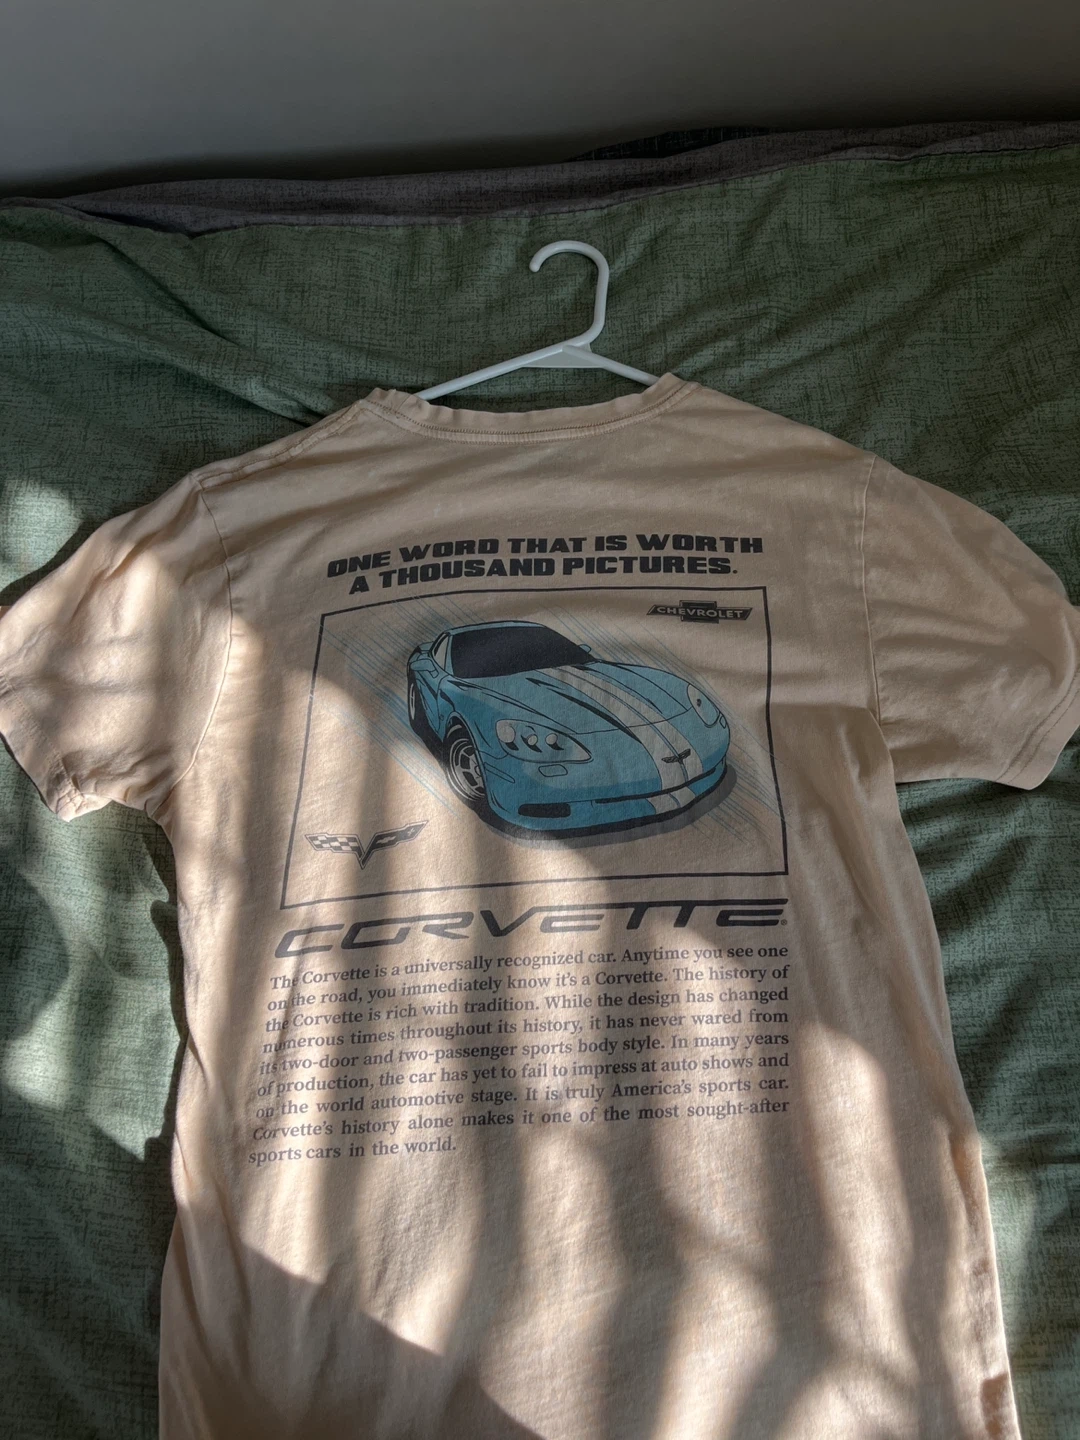 ONE WORD THAT IS WORTH
A THOUSAND PICTURES.
CHEVROLET
CORVETTE®
The Corvette is a universally recognized car. Anytime you see one
on the road, you immediately know it's a Corvette. The history of
the Corvette is rich with tradition. While the design has changed
numerous times throughout its history, it has never wared from
its two-door and two-passenger sports body style. In many years
of production, the car has yet to fail to impress at auto shows and
on the world automotive stage. It is truly America's sports car.
Corvette's history alone makes it one of the most sought-after
sports cars in the world.